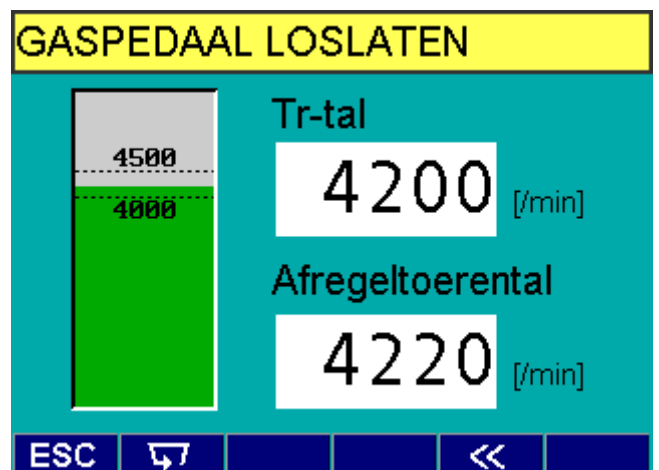 GASPEDAAL LOSLATEN
Tr-tal
4500
4200 [/min]
4000
Afregeltoerental
4220 [/min]
ESC <<